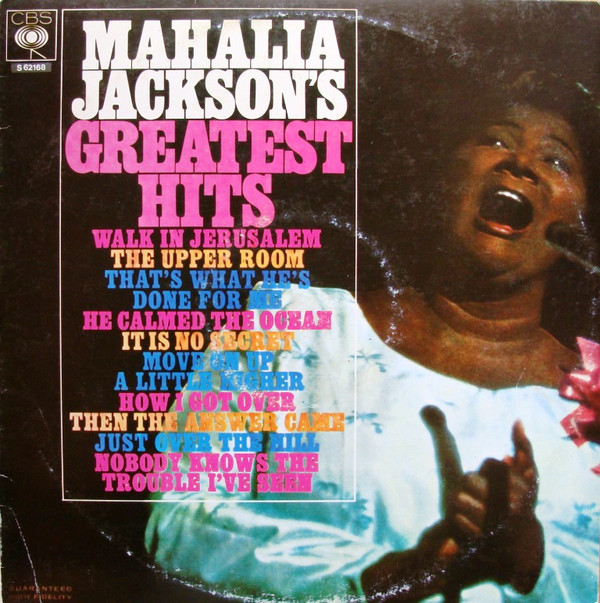 CBS
S 62168
MAHALIA
JACKSON'S
GREATEST
HITS
WALK IN JERUSALEM
THE UPPER ROOM
THAT'S WHAT HE'S
DONE FOR ME
HE CALMED THE OCEAN
IT IS NO SECRET
MOVE ON UP
A LITTLE HIGHER
HOW I GOT OVER
THEN THE ANSWER CAME
JUST OVER THE HILL
NOBODY KNOWS THE
TROUBLE I'VE SEEN
GUARANTEED
HIGH FIDELITY